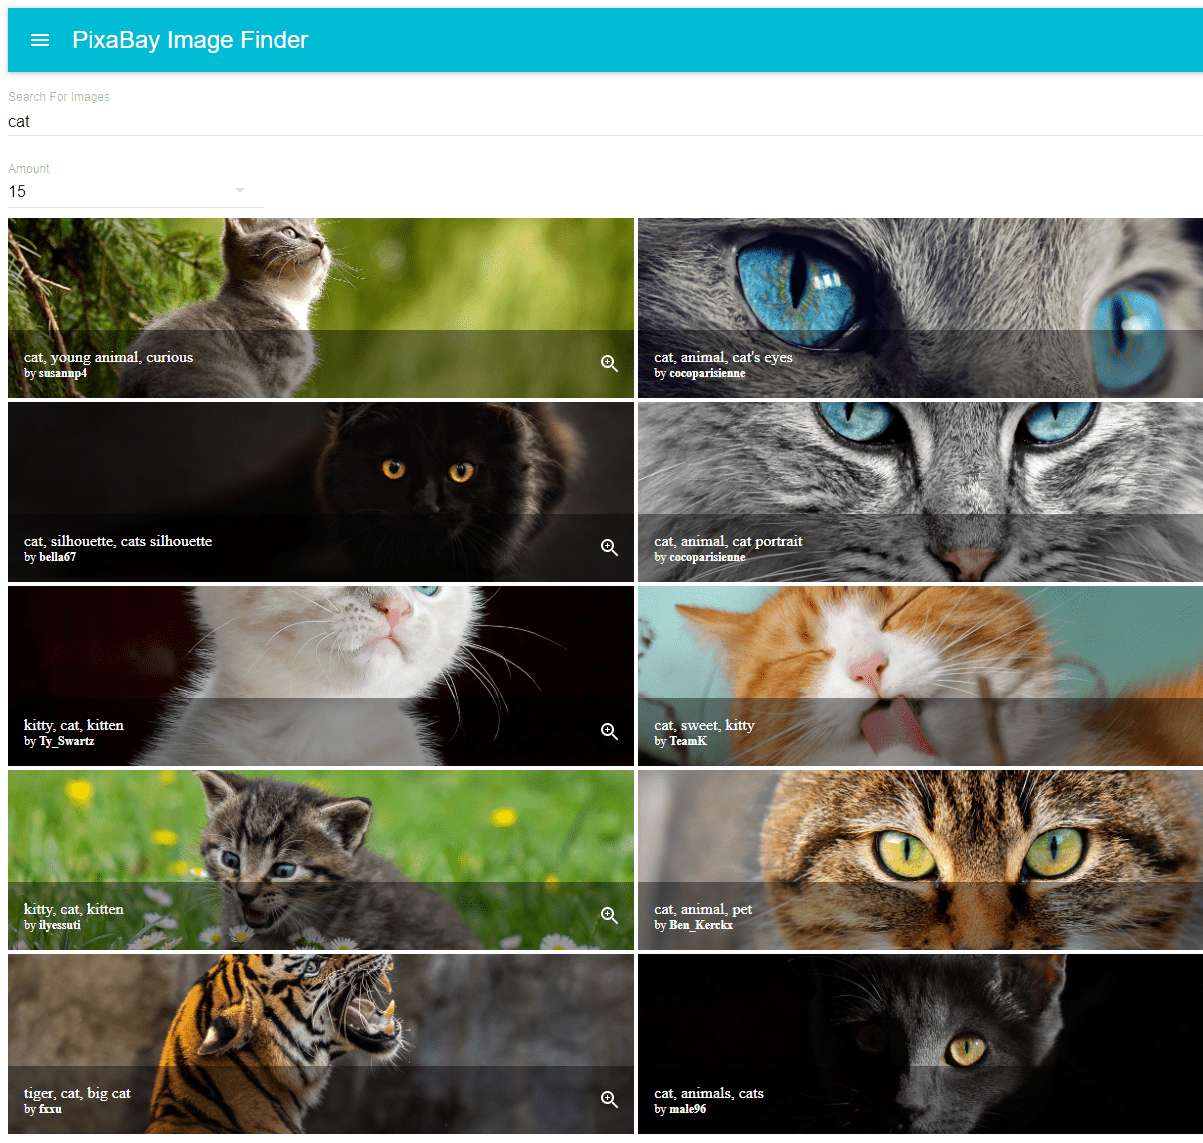 PixaBay Image Finder
Search For Images
cat
Amount
15
cat, young animal, curious
by susannp4
cat, animal, cat's eyes
by cocoparisienne
cat, silhouette, cats silhouette
by bella67
cat, animal, cat portrait
by cocoparisienne
kitty, cat, kitten
by Ty_Swartz
cat, sweet, kitty
by TeamK
kitty, cat, kitten
by ilyessuti
cat, animal, pet
by Ben_Kerckx
tiger, cat, big cat
by fxxu
cat, animals, cats
by male96